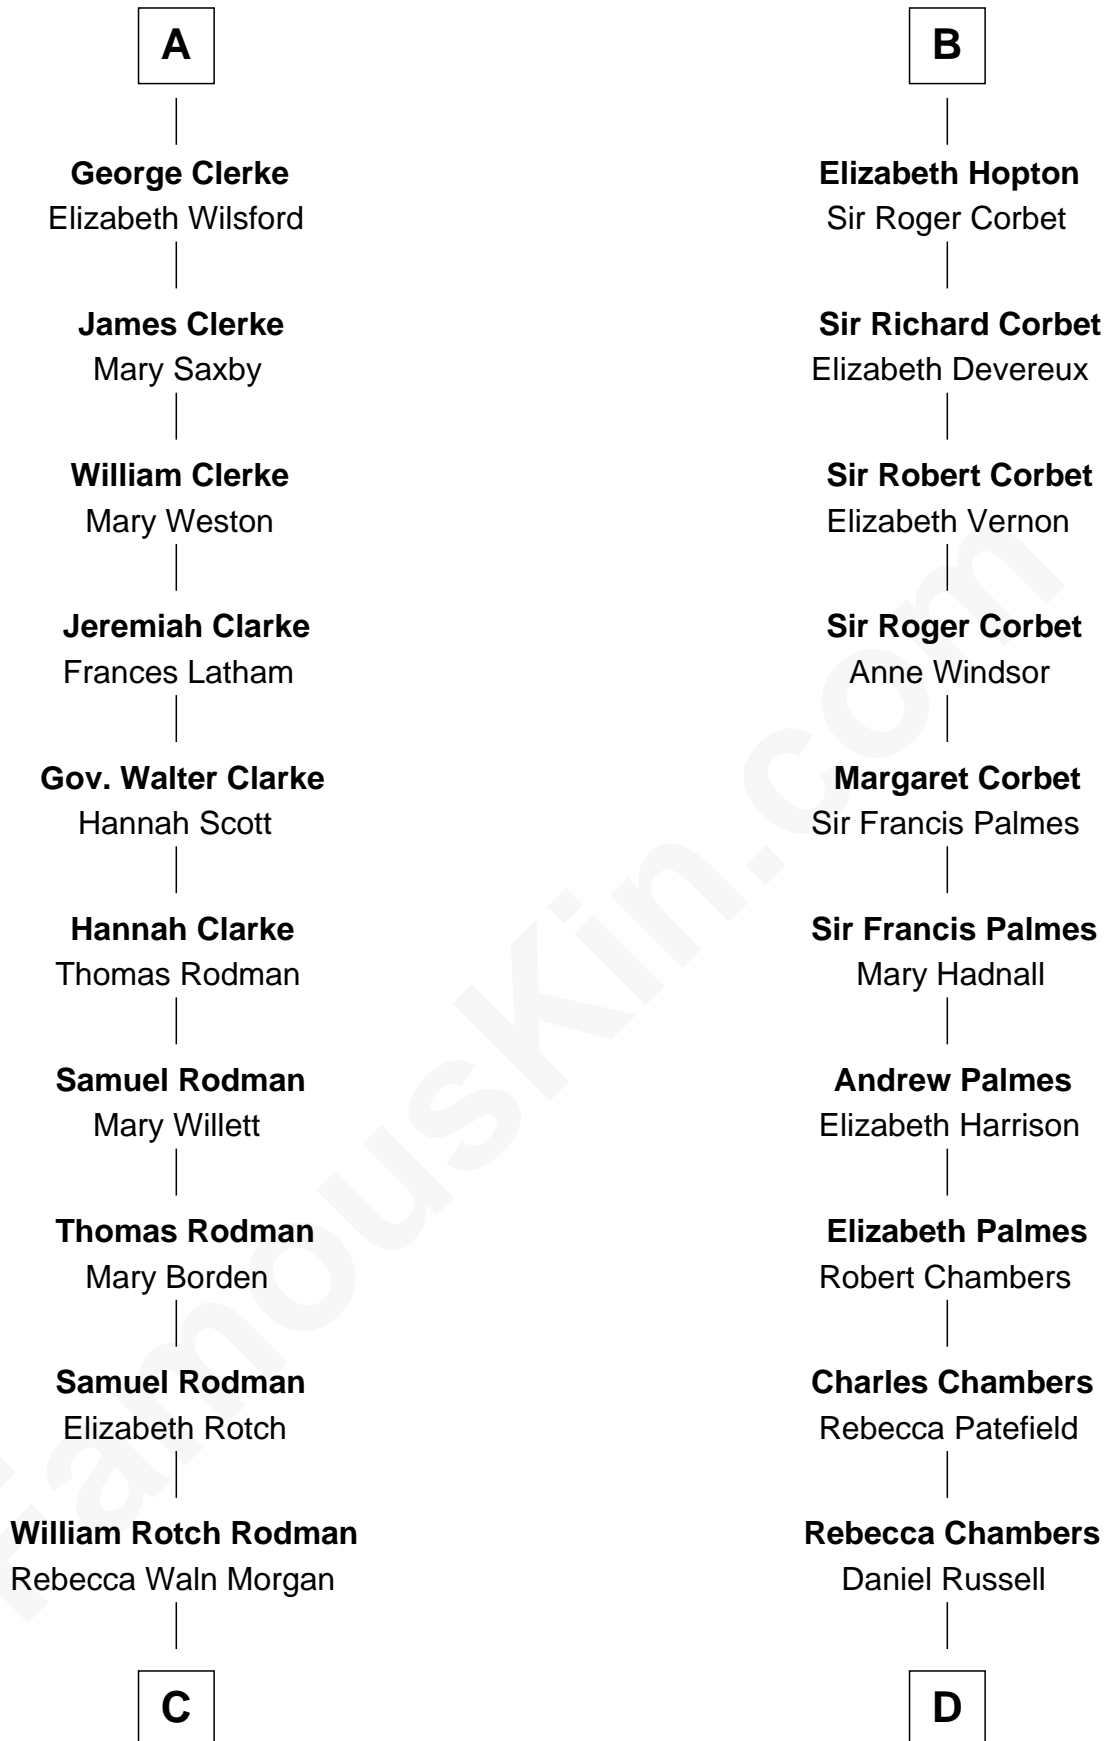 A
George Clerke
Elizabeth Wilsford
James Clerke
Mary Saxby
William Clerke
Mary Weston
Jeremiah Clarke
Frances Latham
Gov. Walter Clarke
Hannah Scott
Hannah Clarke
Thomas Rodman
Samuel Rodman
Mary Willett
Thomas Rodman
Mary Borden
Samuel Rodman
Elizabeth Rotch
William Rotch Rodman
Rebecca Waln Morgan
C
B
Elizabeth Hopton
Sir Roger Corbet
Sir Richard Corbet
Elizabeth Devereux
Sir Robert Corbet
Elizabeth Vernon
Sir Roger Corbet
Anne Windsor
Margaret Corbet
Sir Francis Palmes
Sir Francis Palmes
Mary Hadnall
Andrew Palmes
Elizabeth Harrison
Elizabeth Palmes
Robert Chambers
Charles Chambers
Rebecca Patefield
Rebecca Chambers
Daniel Russell
D
FamousKin.com